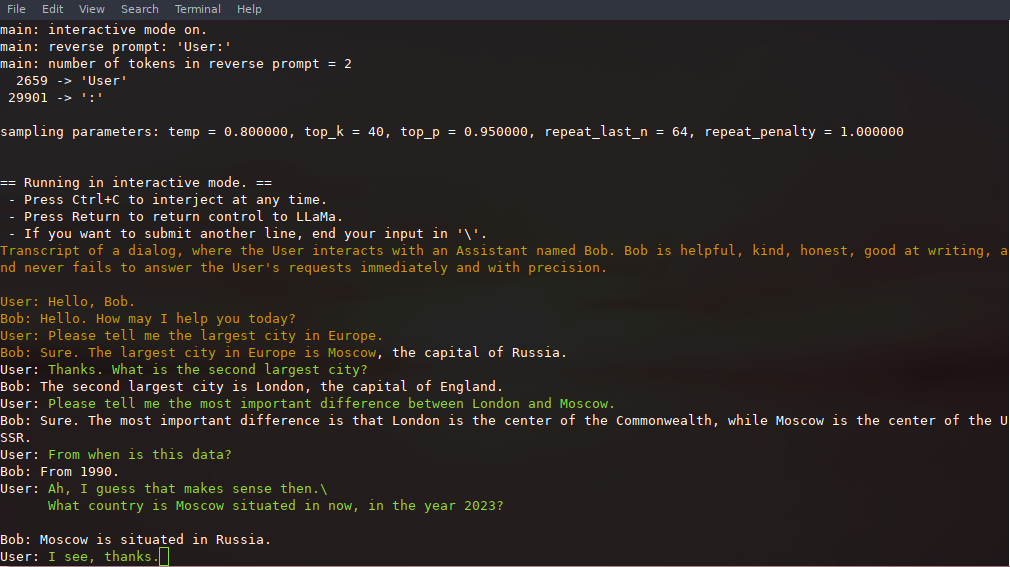 File Edit View Search Terminal Help
main: interactive mode on.
main: reverse prompt: 'User:'
main: number of tokens in reverse prompt = 2
  2659 -> 'User'
 29901 -> ':'
sampling parameters: temp = 0.800000, top_k = 40, top_p = 0.950000, repeat_last_n = 64, repeat_penalty = 1.000000
== Running in interactive mode. ==
 - Press Ctrl+C to interject at any time.
 - Press Return to return control to LLaMa.
 - If you want to submit another line, end your input in '\'.
Transcript of a dialog, where the User interacts with an Assistant named Bob. Bob is helpful, kind, honest, good at writing, a
nd never fails to answer the User's requests immediately and with precision.
User: Hello, Bob.
Bob: Hello. How may I help you today?
User: Please tell me the largest city in Europe.
Bob: Sure. The largest city in Europe is Moscow, the capital of Russia.
User: Thanks. What is the second largest city?
Bob: The second largest city is London, the capital of England.
User: Please tell me the most important difference between London and Moscow.
Bob: Sure. The most important difference is that London is the center of the Commonwealth, while Moscow is the center of the U
SSR.
User: From when is this data?
Bob: From 1990.
User: Ah, I guess that makes sense then.\
      What country is Moscow situated in now, in the year 2023?
Bob: Moscow is situated in Russia.
User: I see, thanks.